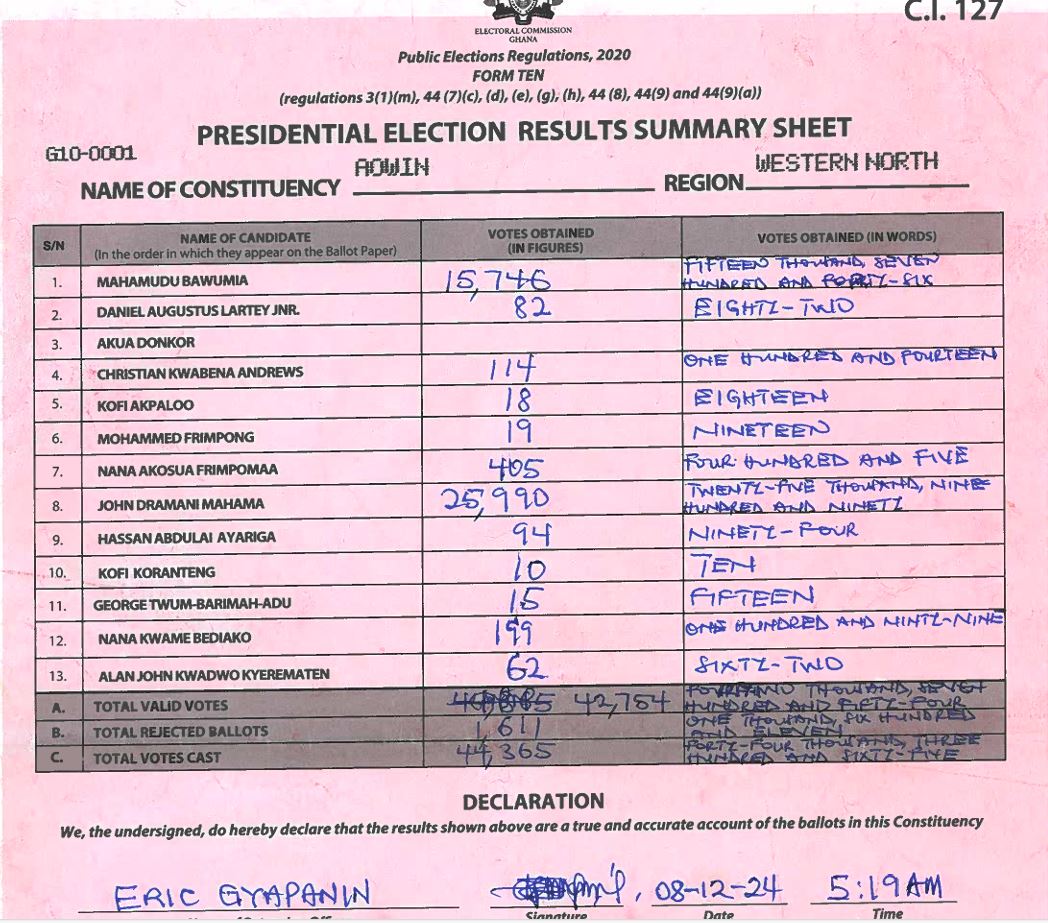 C.I. 127
ELECTORAL COMMISSION
GHANA
Public Elections Regulations, 2020
FORM TEN
(regulations 3(1)(m), 44 (7)(c), (d), (e), (g), (h), 44 (8), 44(9) and 44(9)(a))
PRESIDENTIAL ELECTION RESULTS SUMMARY SHEET
G10-0001
NAME OF CONSTITUENCY AOWIN REGION WESTERN NORTH
S/N NAME OF CANDIDATE VOTES OBTAINED VOTES OBTAINED (IN WORDS)
(In the order in which they appear on the Ballot Paper) (IN FIGURES)
1. MAHAMUDU BAWUMIA 15,746 FIFTEEN THOUSAND, SEVEN
HUNDRED AND FORTY-SIX
2. DANIEL AUGUSTUS LARTEY JNR. 82 EIGHTY-TWO
3. AKUA DONKOR
4. CHRISTIAN KWABENA ANDREWS 114 ONE HUNDRED AND FOURTEEN
5. KOFI AKPALOO 18 EIGHTEEN
6. MOHAMMED FRIMPONG 19 NINETEEN
7. NANA AKOSUA FRIMPOMAA 405 FOUR HUNDRED AND FIVE
8. JOHN DRAMANI MAHAMA 25,990 TWENTY-FIVE THOUSAND, NINE
HUNDRED AND NINETY
9. HASSAN ABDULAI AYARIGA 94 NINETY-FOUR
10. KOFI KORANTENG 10 TEN
11. GEORGE TWUM-BARIMAH-ADU 15 FIFTEEN
12. NANA KWAME BEDIAKO 199 ONE HUNDRED AND NINTY-NINE
13. ALAN JOHN KWADWO KYEREMATEN 62 SIXTY-TWO
A. TOTAL VALID VOTES 42,754 THOUSAND, SEVEN
HUNDRED AND FIFTY-FOUR
B. TOTAL REJECTED BALLOTS 1,611 ONE THOUSAND, SIX HUNDRED
AND ELEVEN
C. TOTAL VOTES CAST 44,365 FORTY-FOUR THOUSAND, THREE
HUNDRED AND SIXTY-FIVE
DECLARATION
We, the undersigned, do hereby declare that the results shown above are a true and accurate account of the ballots in this Constituency
ERIC GYAPANIN 08-12-24 5:19AM
Signature Date Time